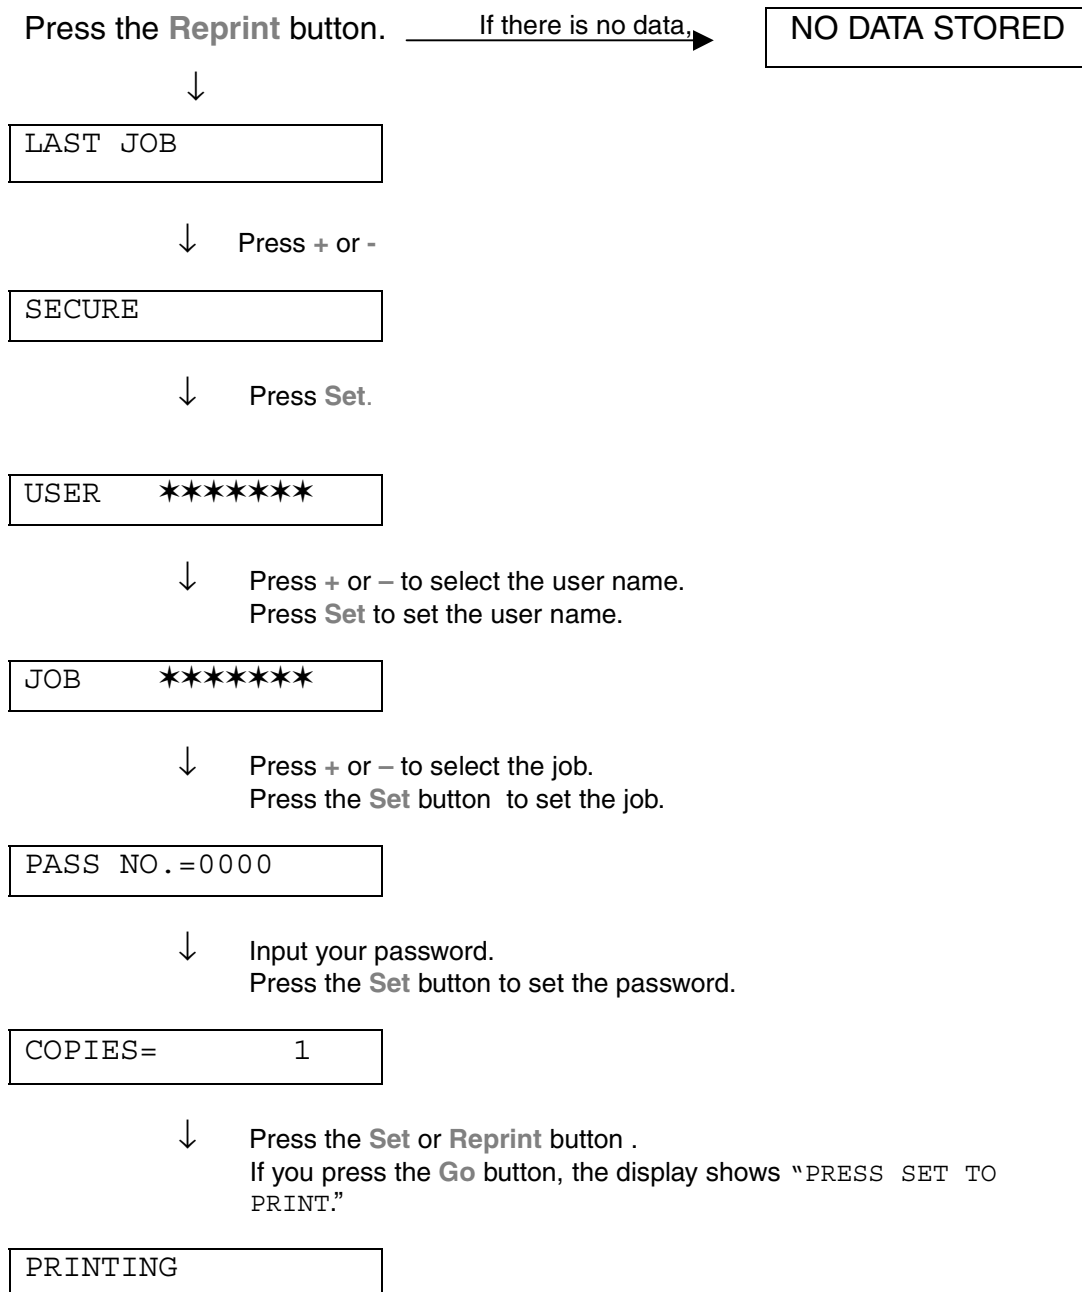 Press the Reprint button. If there is no data, NO DATA STORED
↓
LAST JOB
↓ Press + or -
SECURE
↓ Press Set.
USER ✶✶✶✶✶✶✶
↓ Press + or – to select the user name.
Press Set to set the user name.
JOB ✶✶✶✶✶✶✶
↓ Press + or – to select the job.
Press the Set button to set the job.
PASS NO.=0000
↓ Input your password.
Press the Set button to set the password.
COPIES= 1
↓ Press the Set or Reprint button .
If you press the Go button, the display shows “PRESS SET TO
PRINT.”
PRINTING